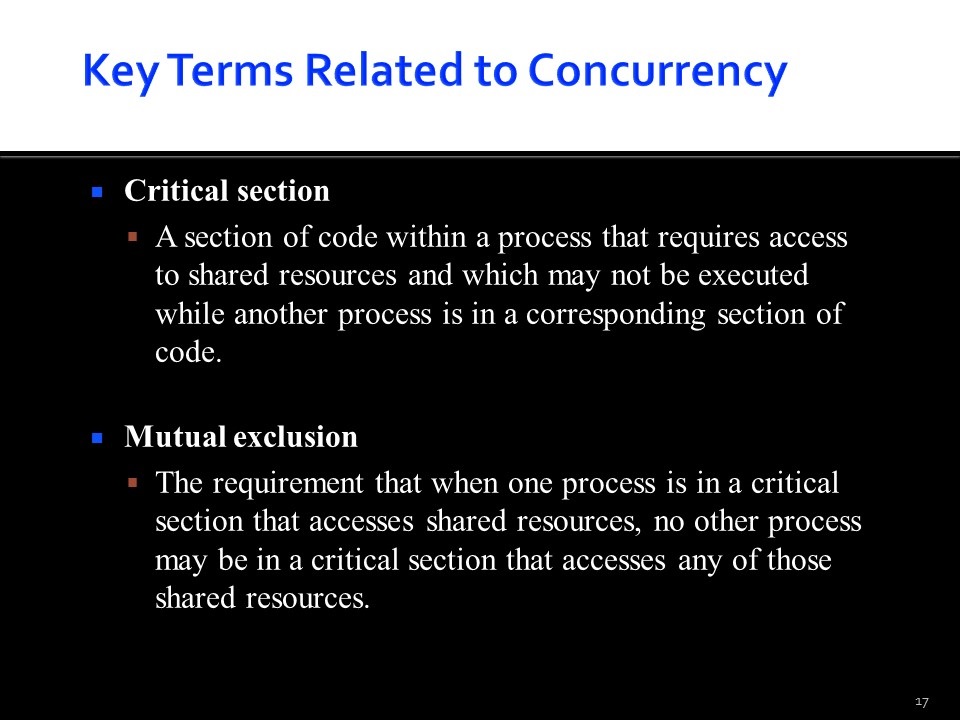 Key Terms Related to Concurrency
Critical section
A section of code within a process that requires access
to shared resources and which may not be executed
while another process is in a corresponding section of
code.
Mutual exclusion
The requirement that when one process is in a critical
section that accesses shared resources, no other process
may be in a critical section that accesses any of those
shared resources.
17